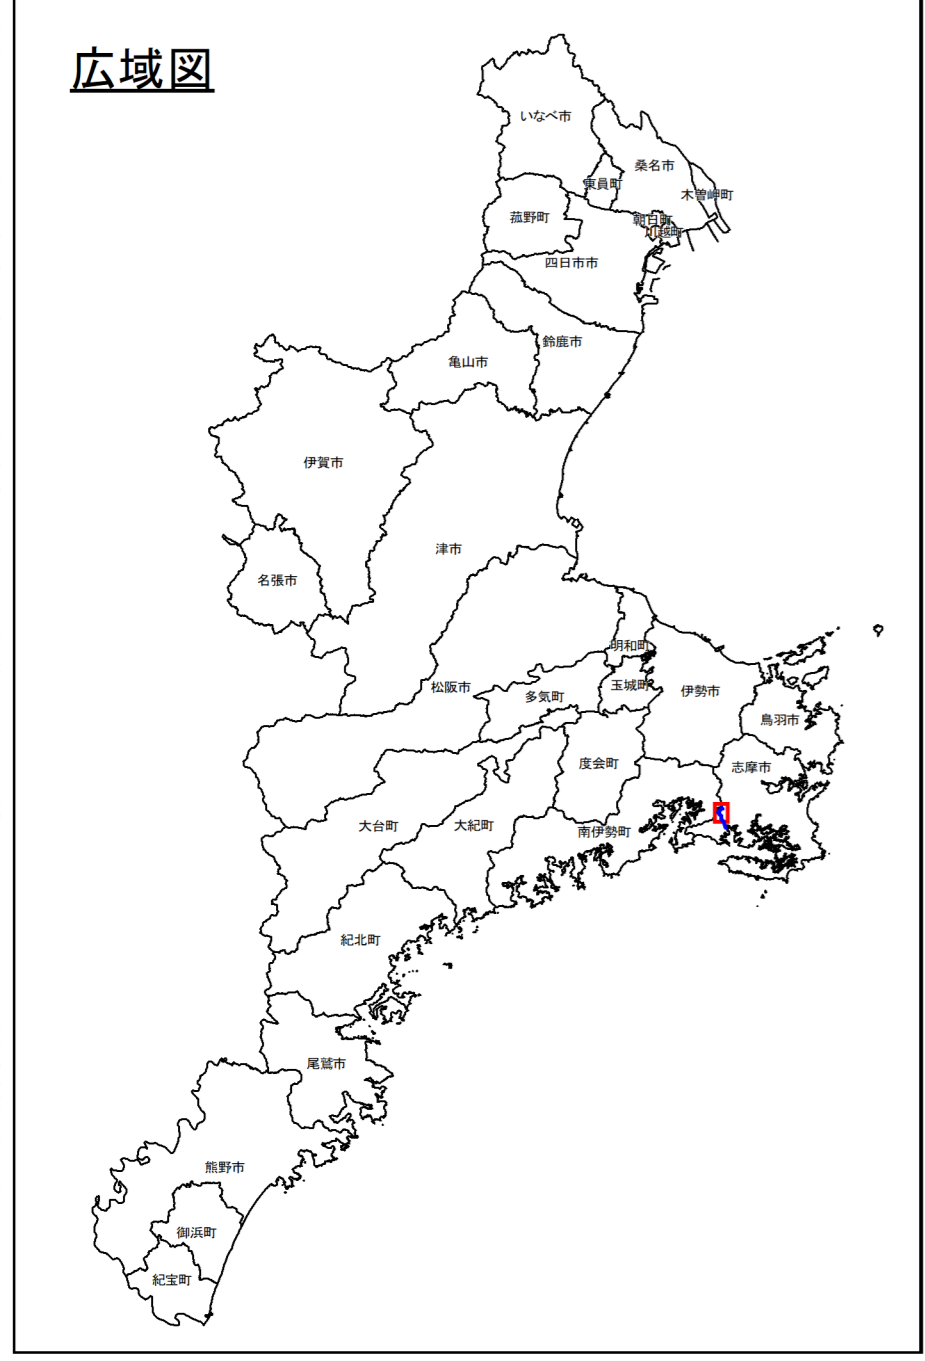 広域図
いなべ市
桑名市
東員町
木曽岬町
菰野町
朝日町
川越町
四日市市
鈴鹿市
亀山市
伊賀市
津市
名張市
明和町
松阪市
多気町
玉城町
伊勢市
鳥羽市
度会町
志摩市
大台町
大紀町
南伊勢町
紀北町
尾鷲市
熊野市
御浜町
紀宝町